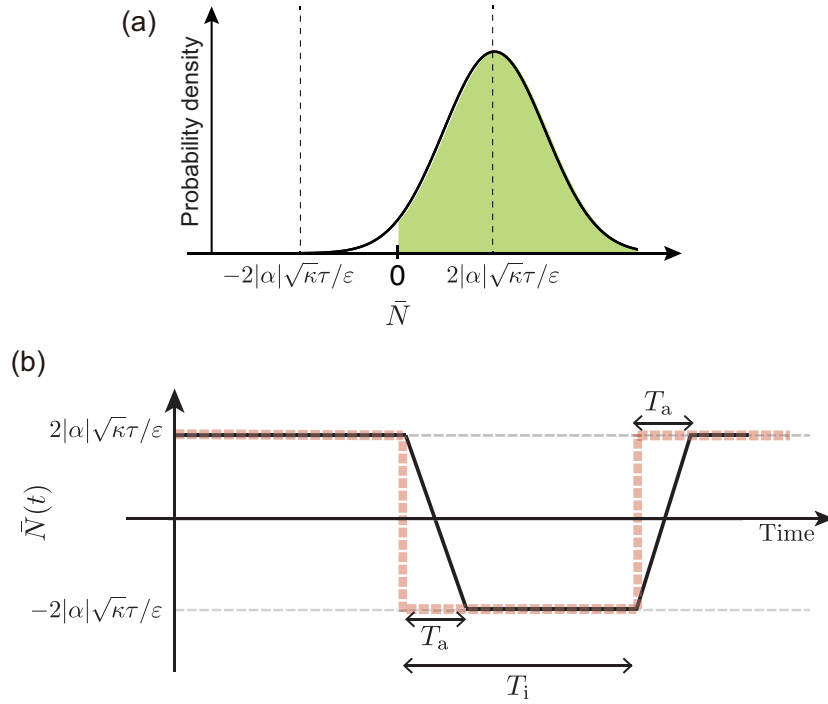 (a)
Probability density
−2|α|√κτ/ε
0
2|α|√κτ/ε
N̄
(b)
2|α|√κτ/ε
T_a
N̄(t)
Time
−2|α|√κτ/ε
T_a
T_i